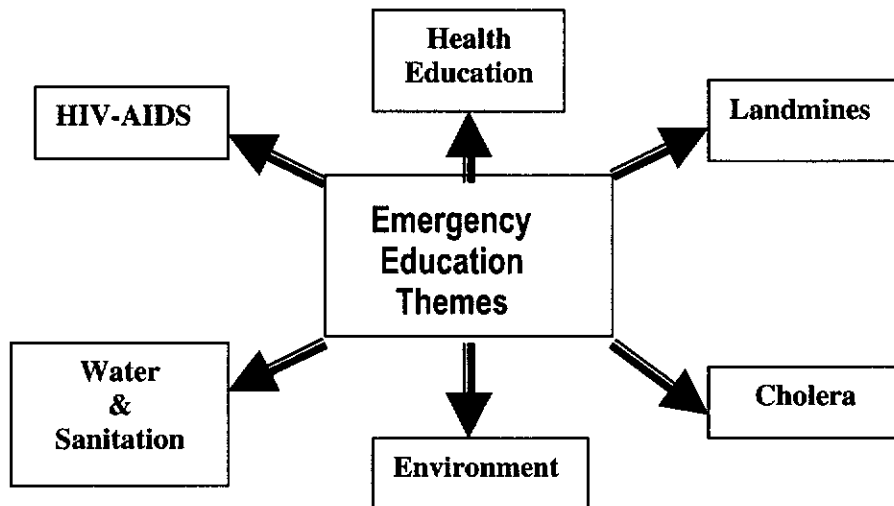 Health
Education
HIV-AIDS
Landmines
Emergency
Education
Themes
Water
&
Sanitation
Cholera
Environment